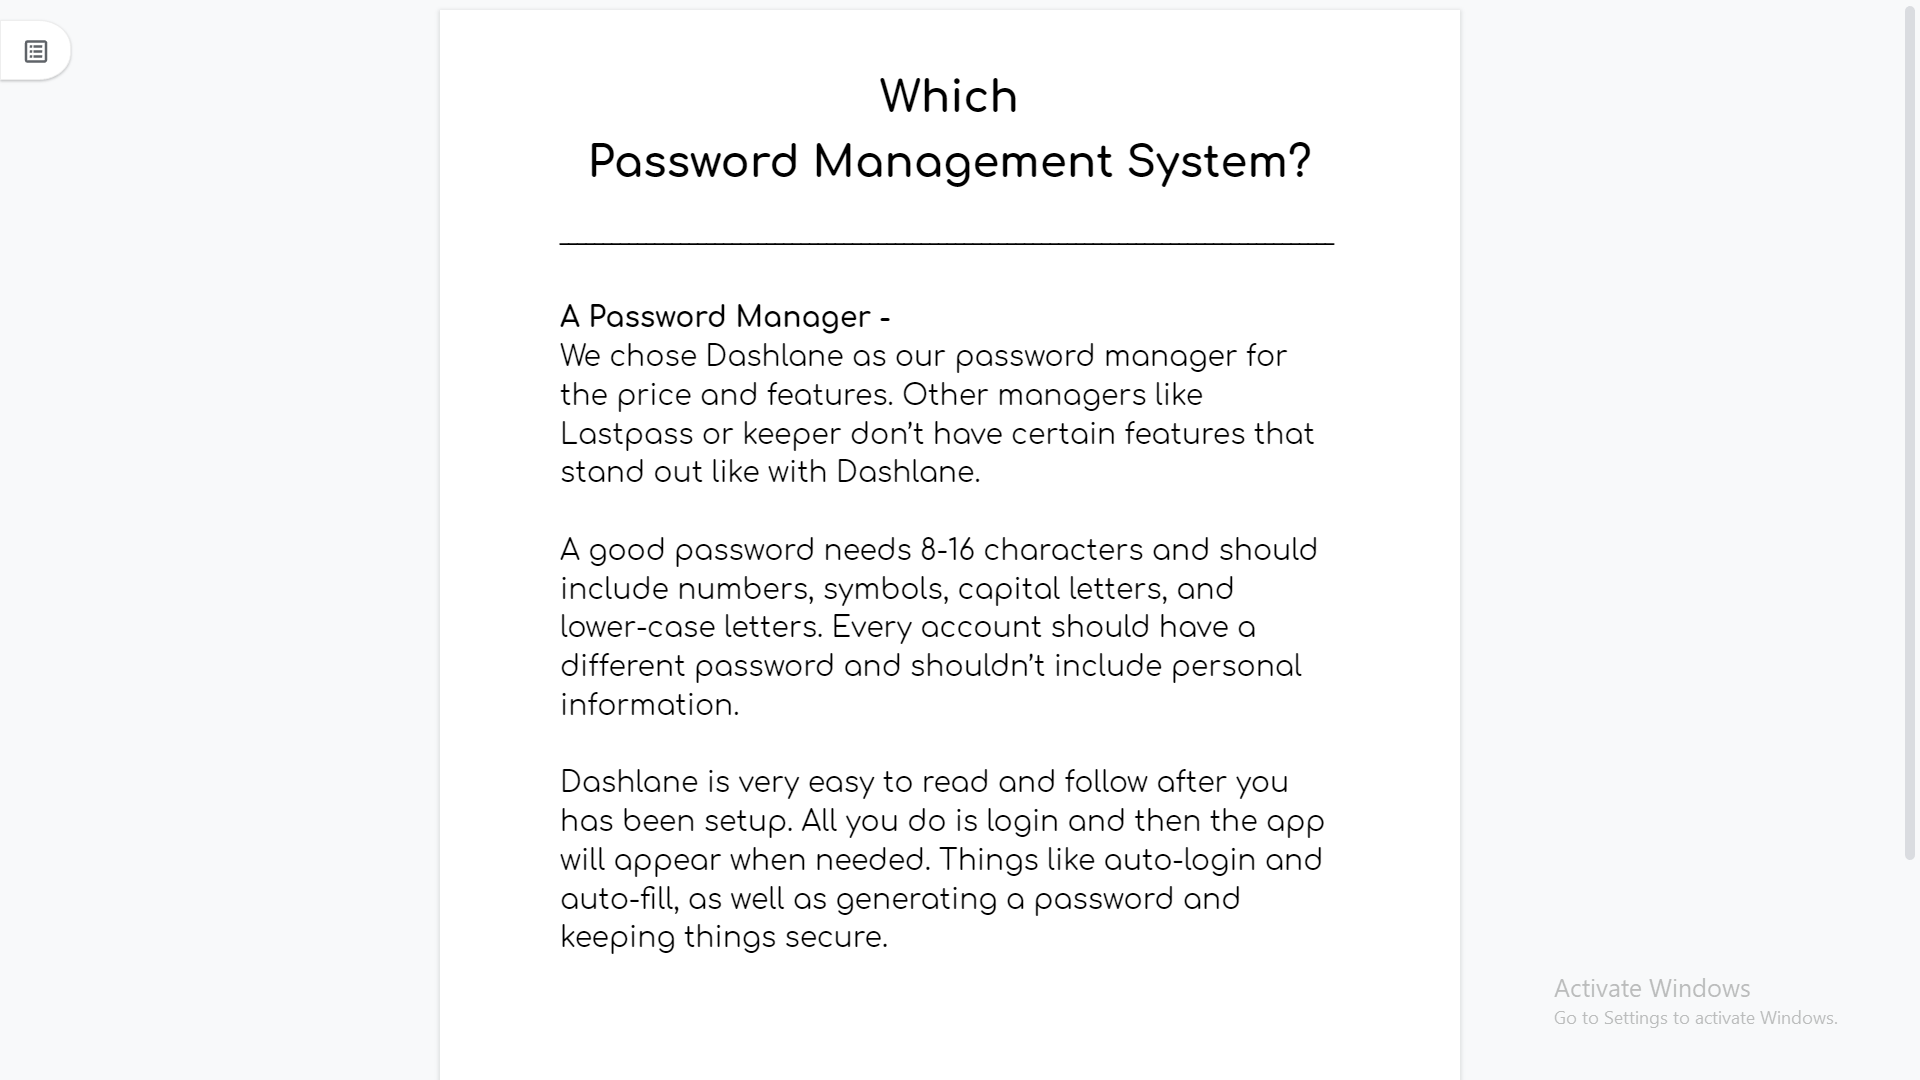 Which
Password Management System?
A Password Manager -
We chose Dashlane as our password manager for
the price and features. Other managers like
Lastpass or keeper don’t have certain features that
stand out like with Dashlane.
A good password needs 8-16 characters and should
include numbers, symbols, capital letters, and
lower-case letters. Every account should have a
different password and shouldn’t include personal
information.
Dashlane is very easy to read and follow after you
has been setup. All you do is login and then the app
will appear when needed. Things like auto-login and
auto-fill, as well as generating a password and
keeping things secure.
Activate Windows
Go to Settings to activate Windows.